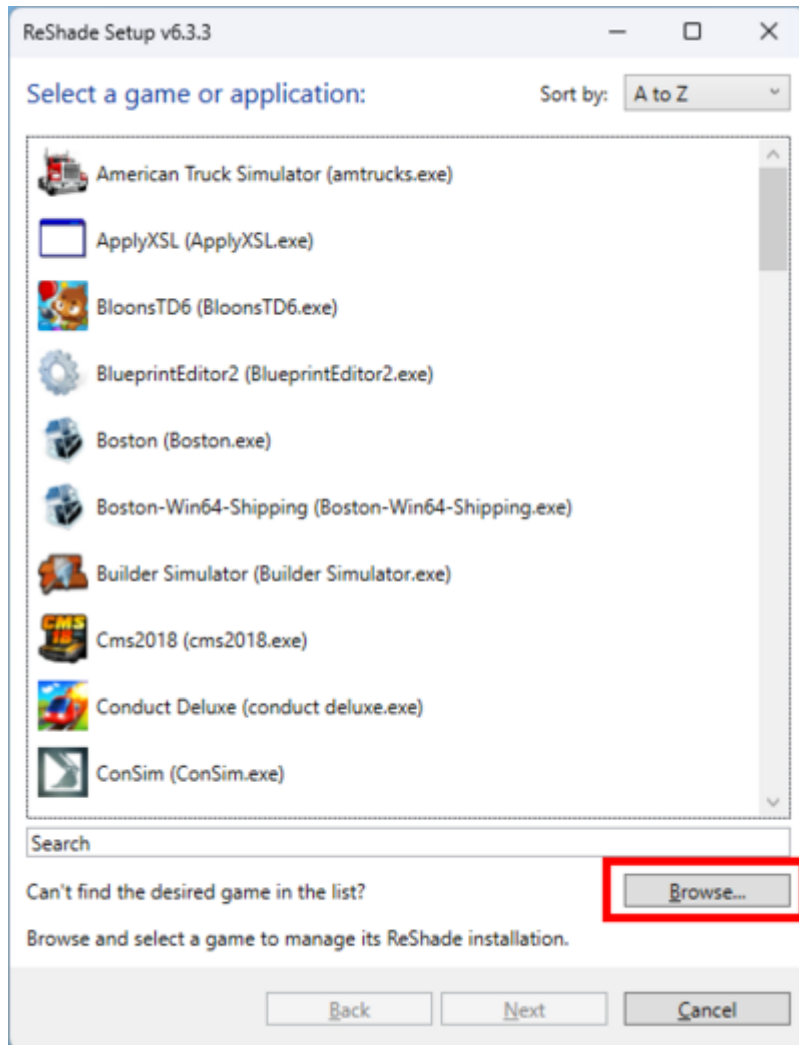 ReShade Setup v6.3.3
Select a game or application:
Sort by: A to Z
American Truck Simulator (amtrucks.exe)
ApplyXSL (ApplyXSL.exe)
BloonsTD6 (BloonsTD6.exe)
BlueprintEditor2 (BlueprintEditor2.exe)
Boston (Boston.exe)
Boston-Win64-Shipping (Boston-Win64-Shipping.exe)
Builder Simulator (Builder Simulator.exe)
CMS
18
Cms2018 (cms2018.exe)
Conduct Deluxe (conduct deluxe.exe)
ConSim (ConSim.exe)
Search
Can't find the desired game in the list?
Browse...
Browse and select a game to manage its ReShade installation.
Back Next Cancel